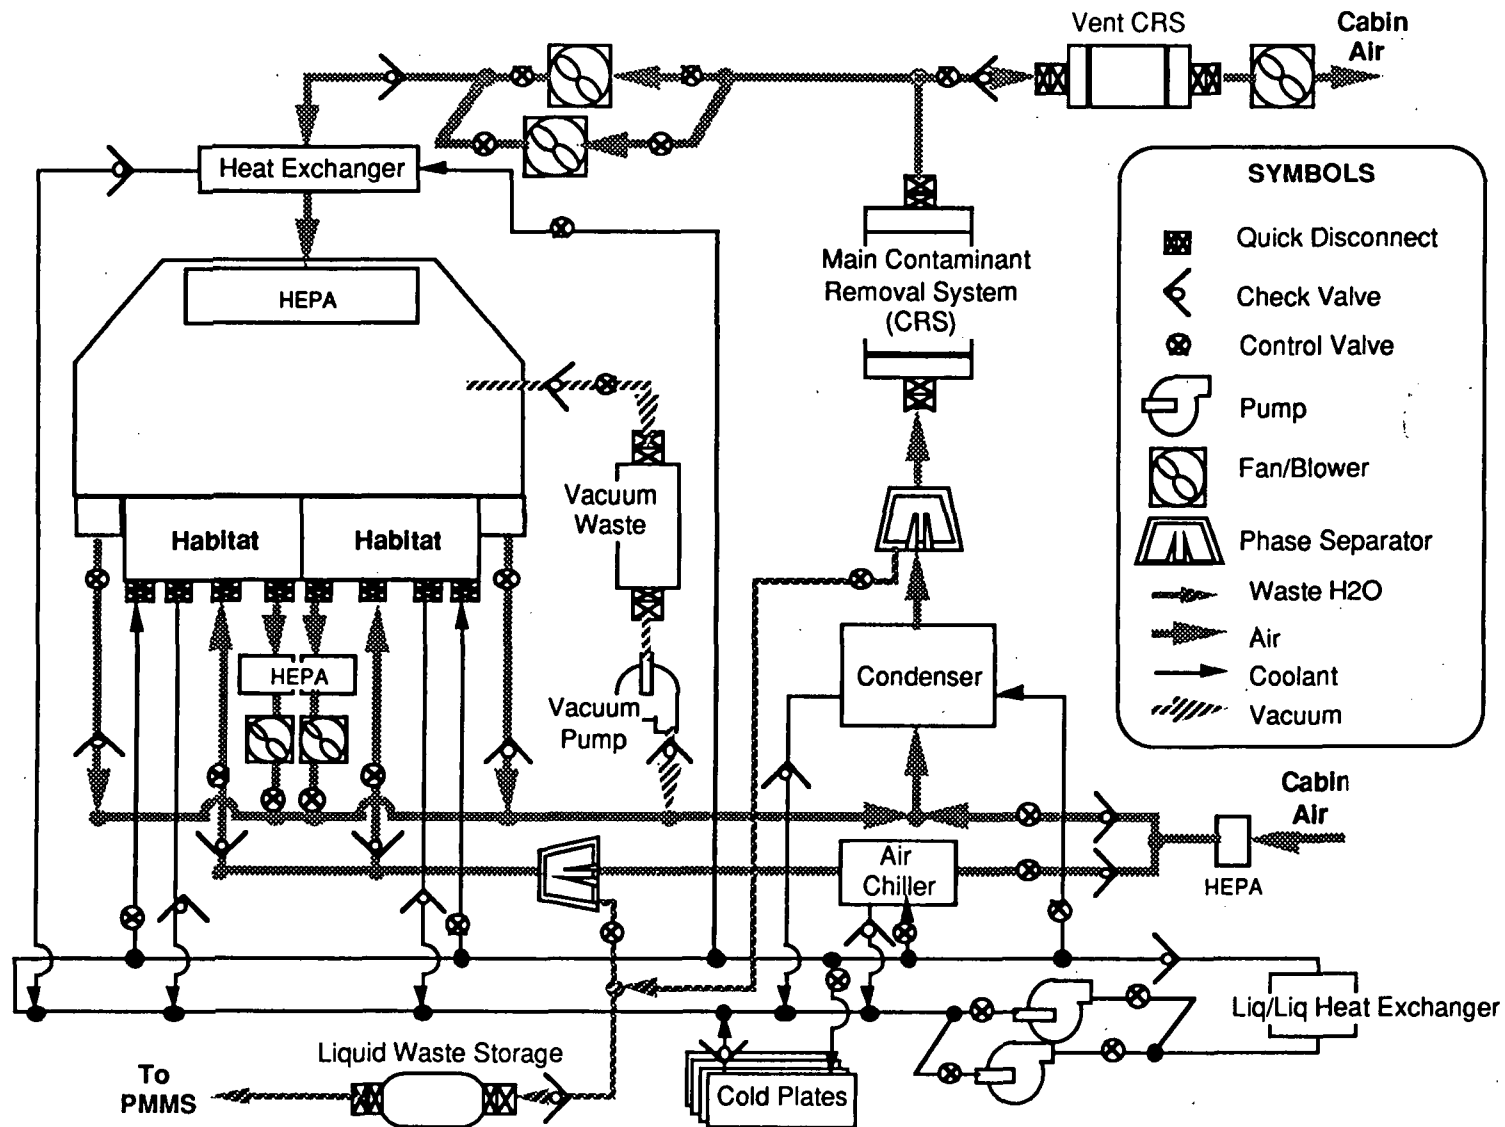 Vent CRS
Cabin
Air
Heat Exchanger
HEPA
Main Contaminant
Removal System
(CRS)
SYMBOLS
Quick Disconnect
Check Valve
Control Valve
Pump
Fan/Blower
Phase Separator
Waste H2O
Air
Coolant
Vacuum
Vacuum
Waste
Habitat
Habitat
HEPA
Vacuum
Pump
Condenser
Cabin
Air
Air
Chiller
HEPA
Liq/Liq Heat Exchanger
Liquid Waste Storage
To
PMMS
Cold Plates